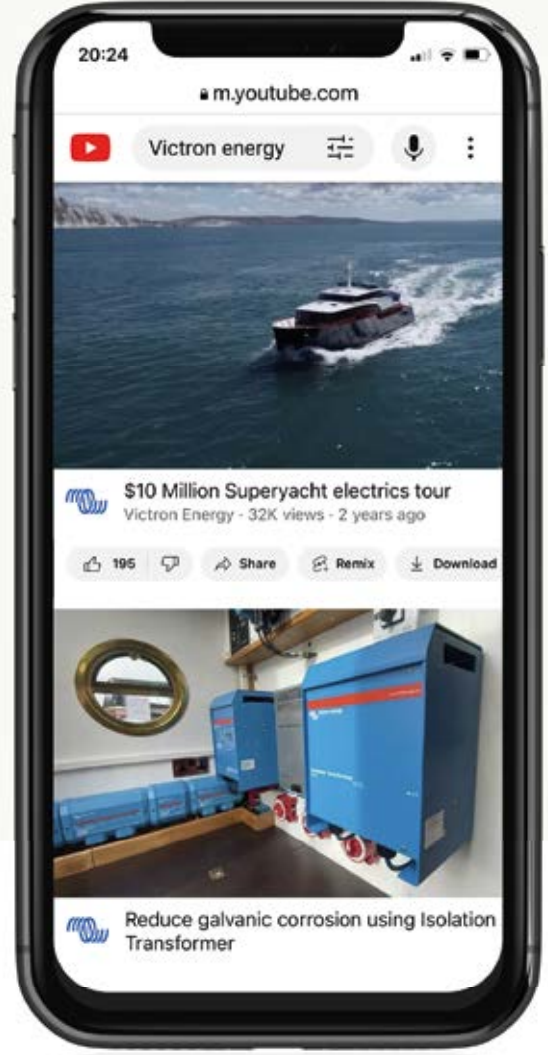 20:24
m.youtube.com
Victron energy
$10 Million Superyacht electrics tour
Victron Energy - 32K views - 2 years ago
195
Share
Remix
Download
Reduce galvanic corrosion using Isolation
Transformer